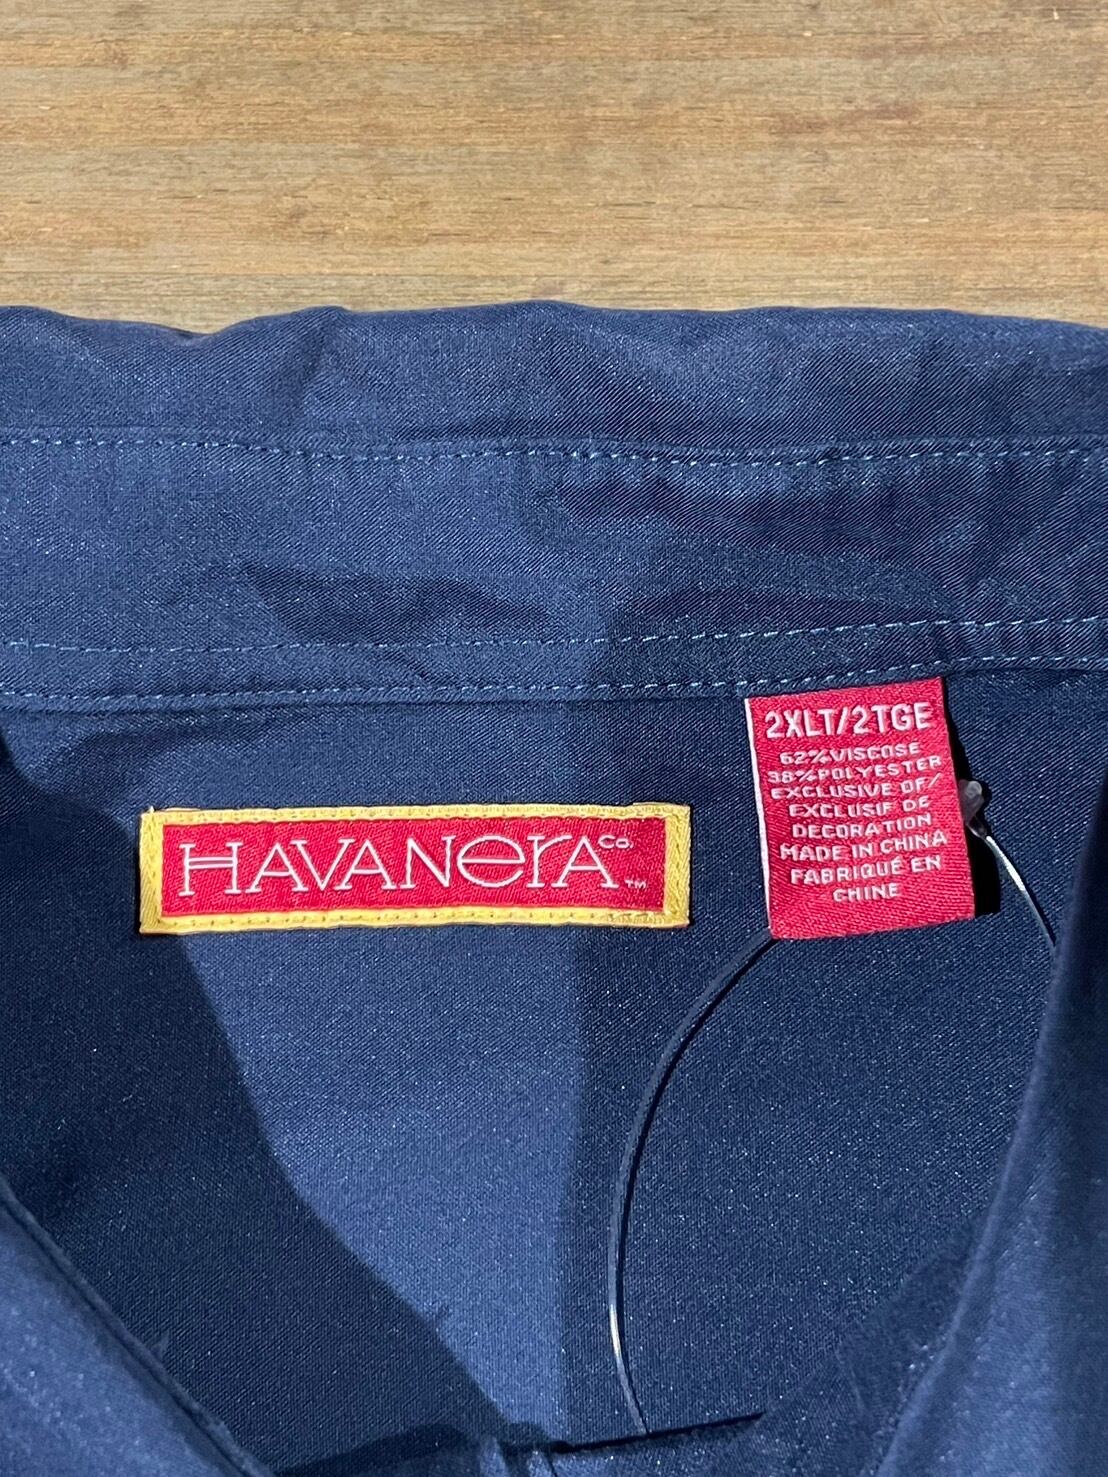 HAVANERA Co.
™
2XLT/2TGE
62%VISCOSE
38%POLYESTER
EXCLUSIVE OF/
EXCLUSIF DE
DECORATION
MADE IN CHINA
FABRIQUÉ EN
CHINE